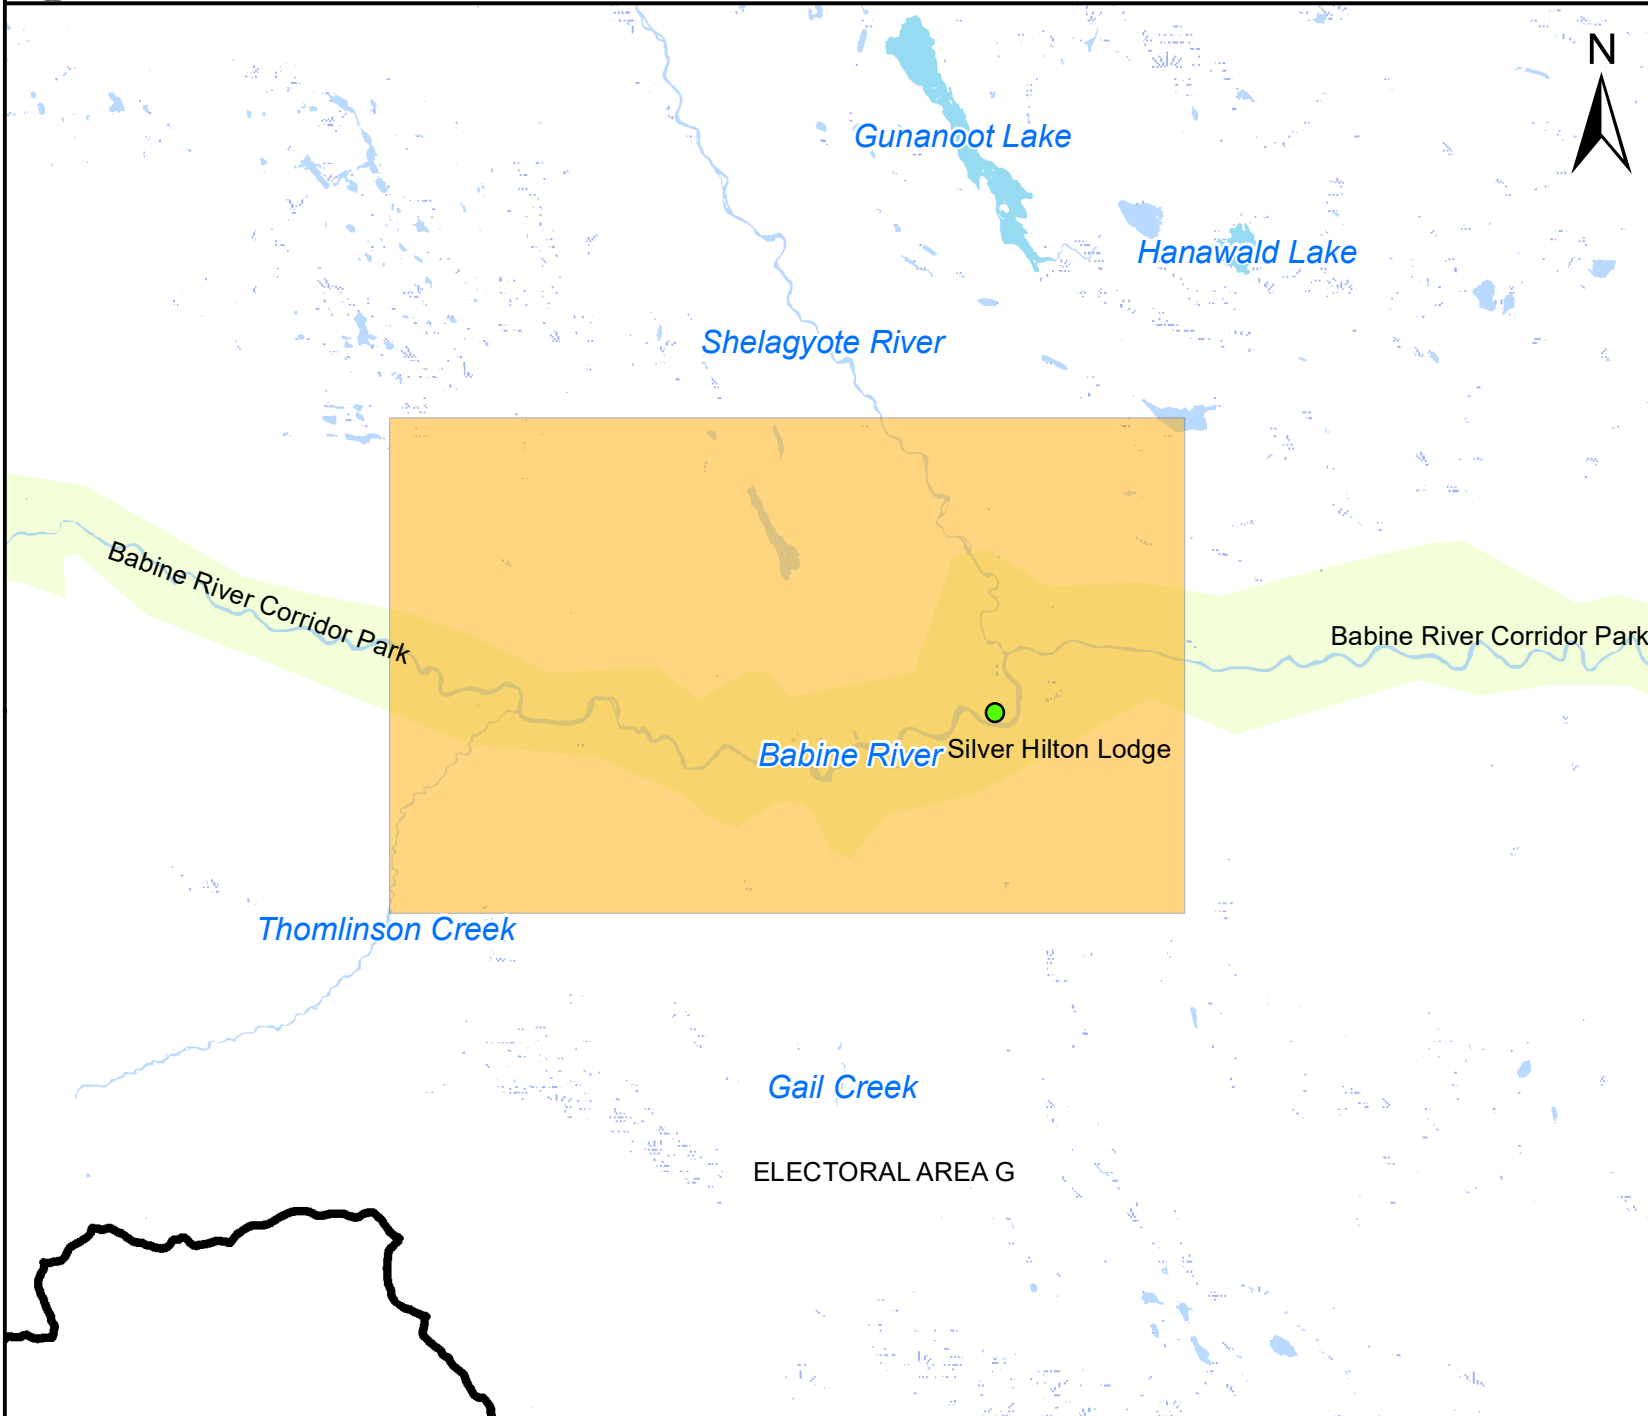 N
Gunanoot Lake
Hanawald Lake
Shelagyote River
Babine River Corridor Park
Babine River Corridor Park
Babine River
Silver Hilton Lodge
Thomlinson Creek
Gail Creek
ELECTORAL AREA G